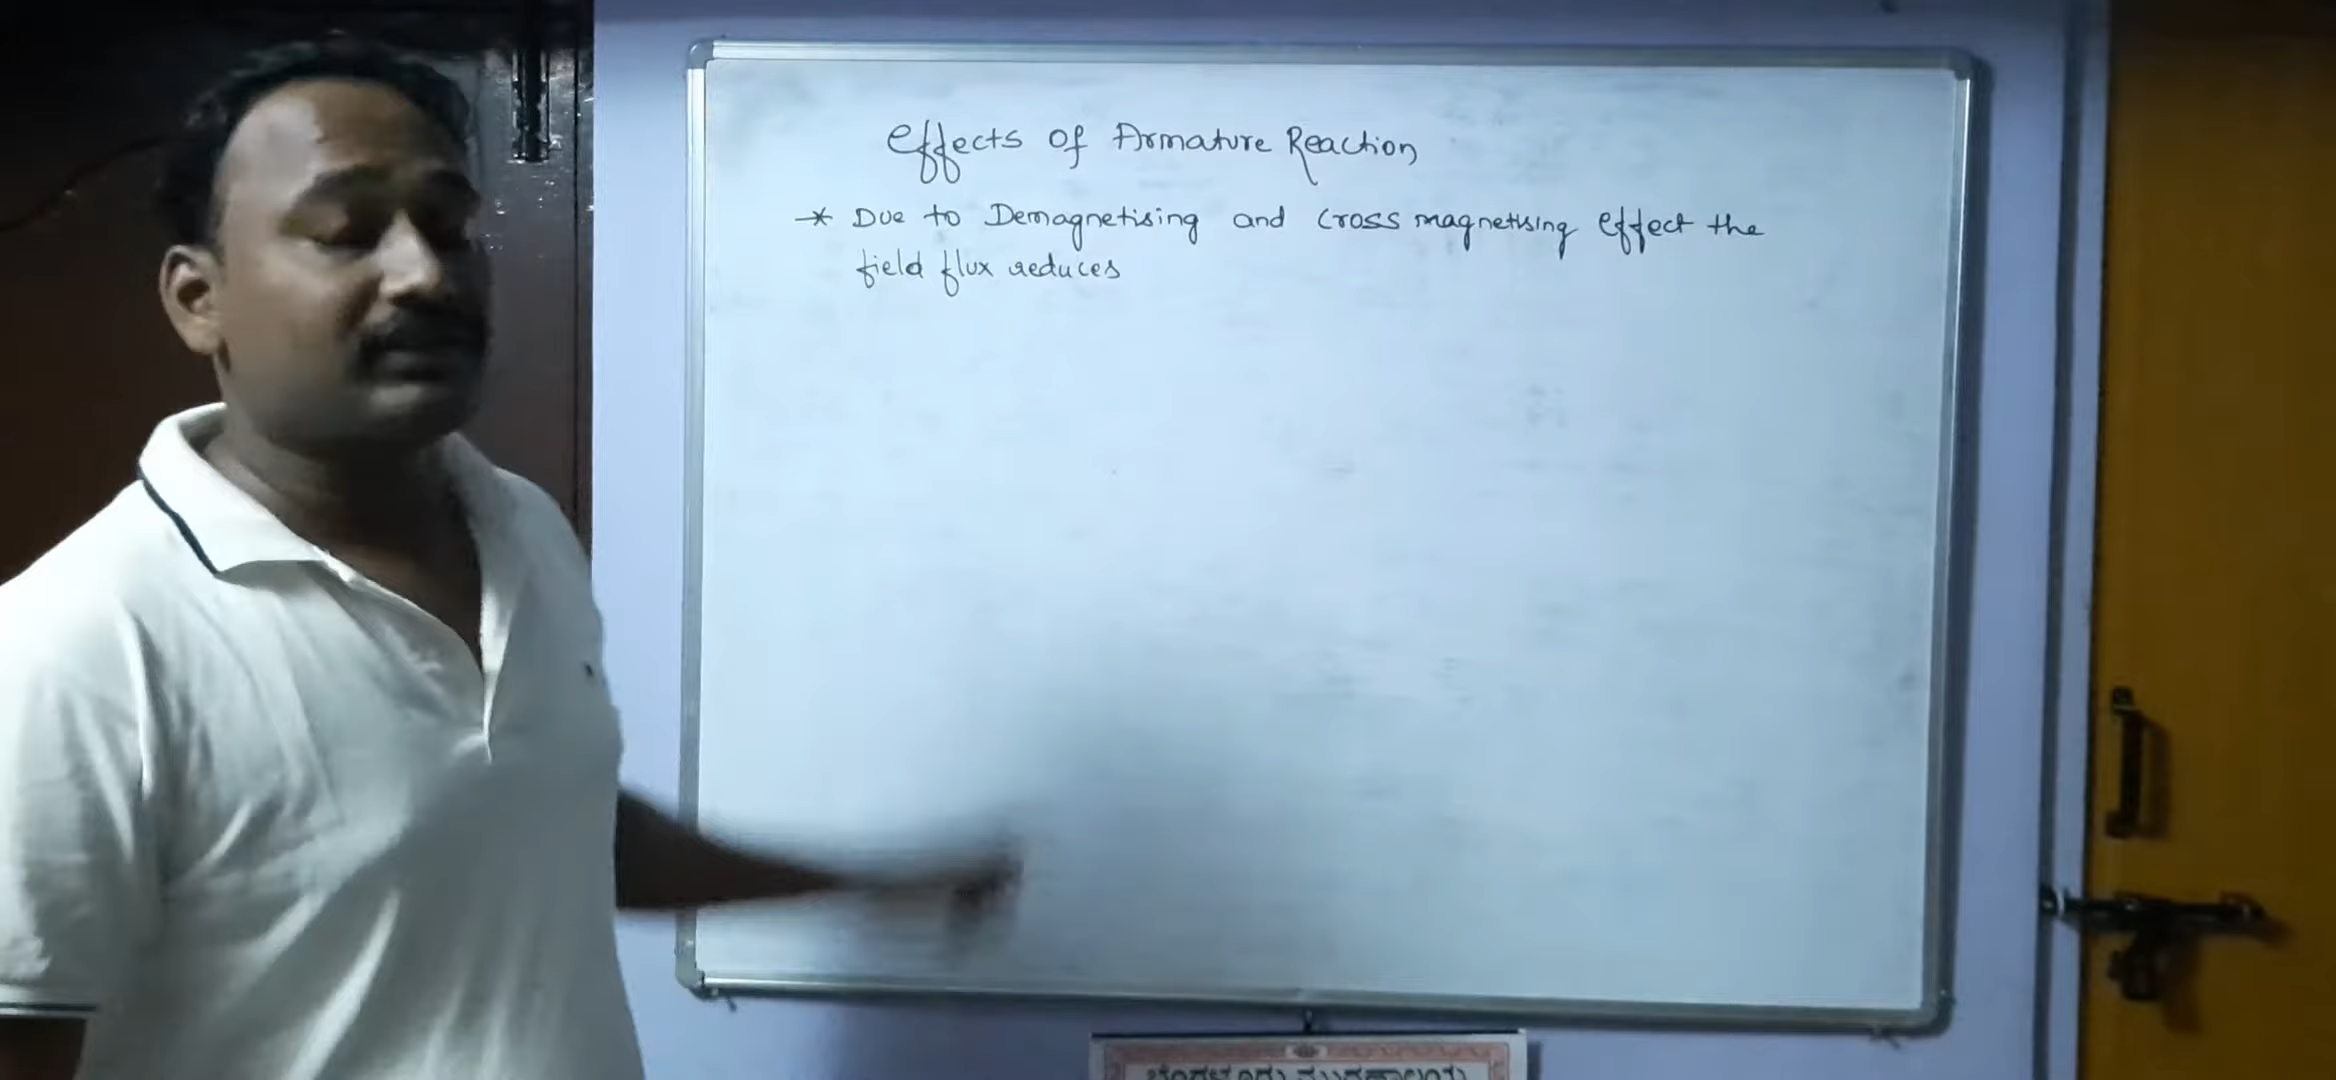 Effects of Armature Reaction
* Due to Demagnetising and Cross magnetising effect the
field flux reduces